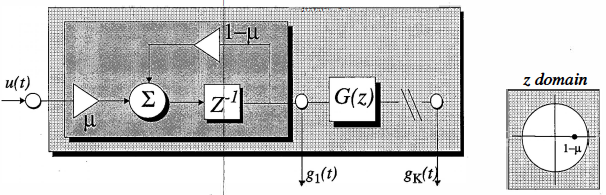 1−μ
u(t)
μ
Σ
Z⁻¹
G(z)
g₁(t)
g_K(t)
z domain
1−μ